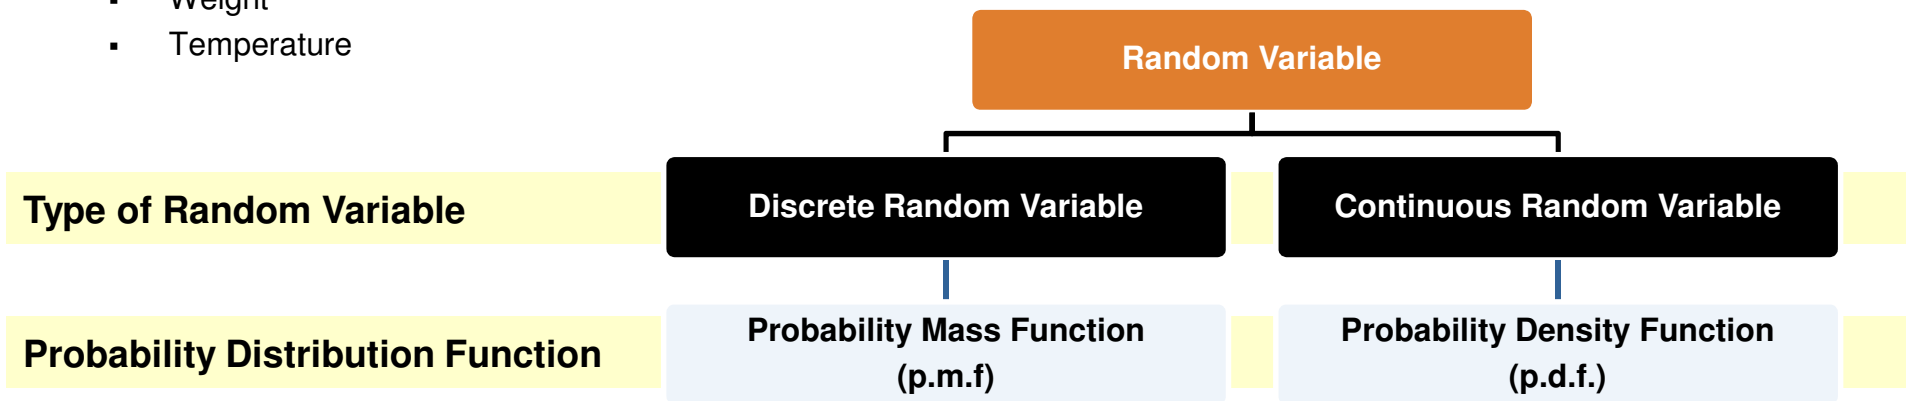 ▪ Weight
▪ Temperature
Random Variable
Type of Random Variable
Discrete Random Variable
Continuous Random Variable
Probability Distribution Function
Probability Mass Function
(p.m.f)
Probability Density Function
(p.d.f.)